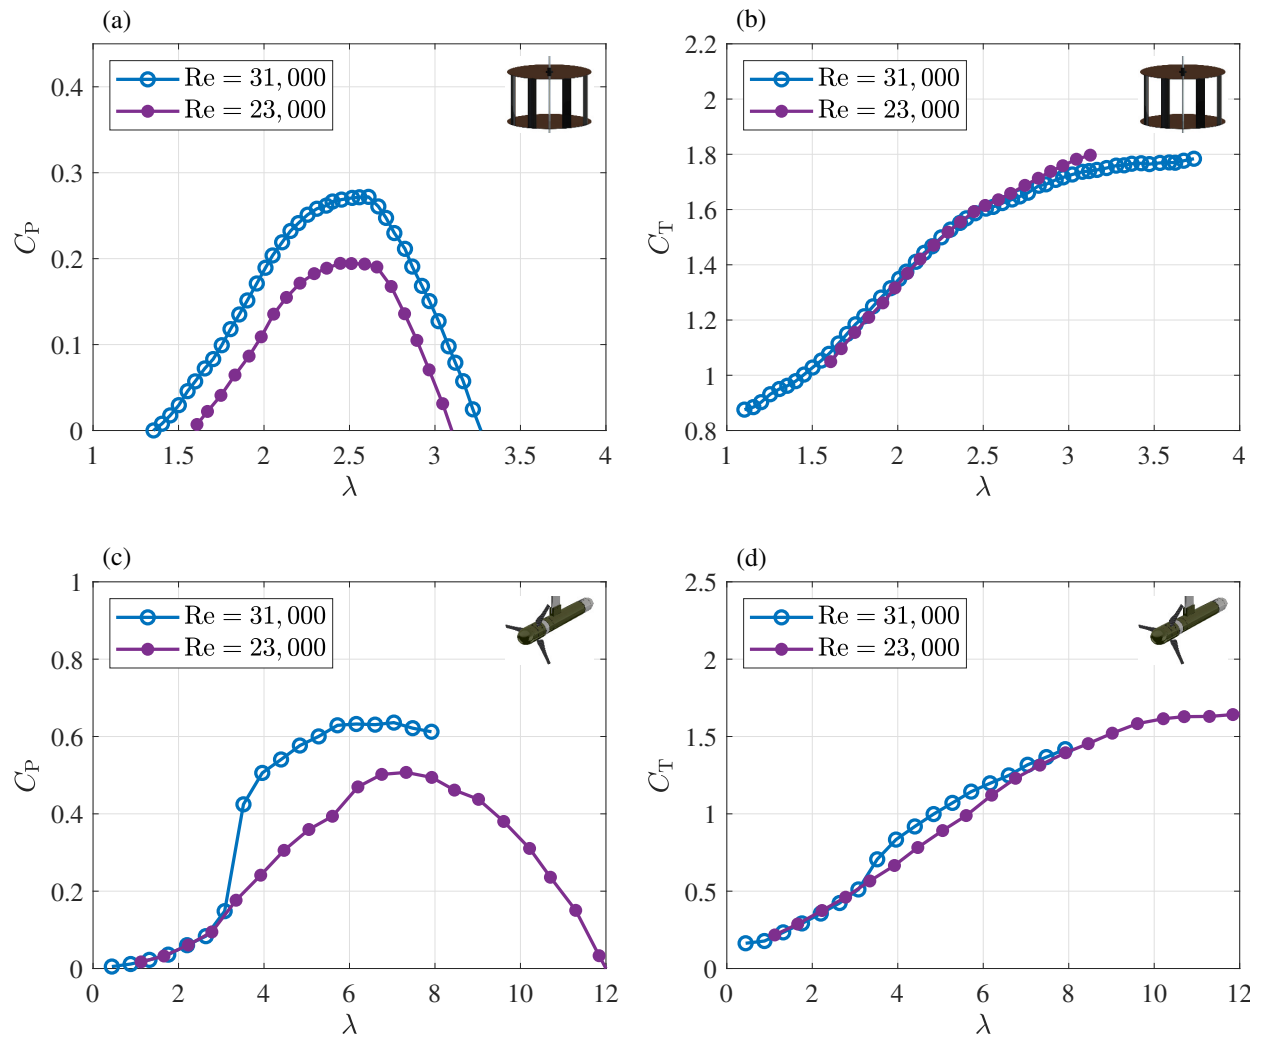 (a)
Re = 31,000
Re = 23,000
0.4
0.3
0.2
0.1
0
C_P
1 1.5 2 2.5 3 3.5 4
λ
(b)
Re = 31,000
Re = 23,000
2.2
2
1.8
1.6
1.4
1.2
1
0.8
C_T
1 1.5 2 2.5 3 3.5 4
λ
(c)
Re = 31,000
Re = 23,000
1
0.8
0.6
0.4
0.2
0
C_P
0 2 4 6 8 10 12
λ
(d)
Re = 31,000
Re = 23,000
2.5
2
1.5
1
0.5
0
C_T
0 2 4 6 8 10 12
λ